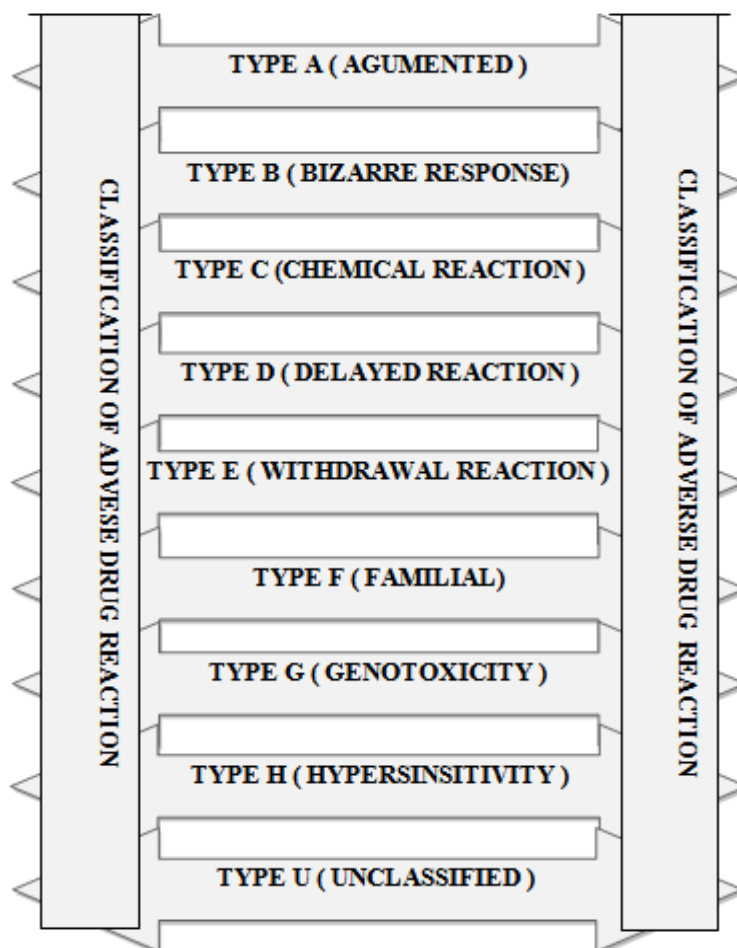 CLASSIFICATION OF ADVESE DRUG REACTION
TYPE A ( AGUMENTED )
TYPE B ( BIZARRE RESPONSE)
TYPE C (CHEMICAL REACTION )
TYPE D ( DELAYED REACTION )
TYPE E ( WITHDRAWAL REACTION )
TYPE F ( FAMILIAL)
TYPE G ( GENOTOXICITY )
TYPE H ( HYPERSINSITIVITY )
TYPE U ( UNCLASSIFIED )
CLASSIFICATION OF ADVERSE DRUG REACTION